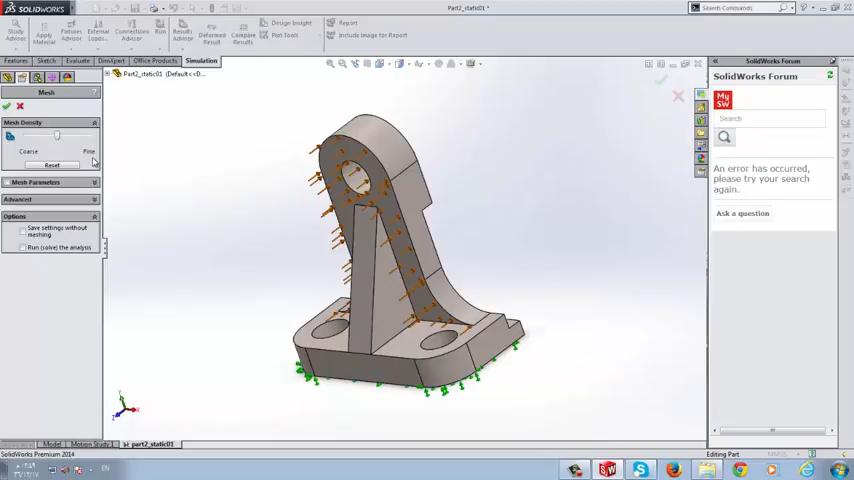 SOLIDWORKS
Part2_static01 *
Search Commands
Study Advisor
Apply Material
Fixtures Advisor
External Loads...
Connections Advisor
Run
Results Advisor
Deformed Result
Compare Results
Design Insight
Plot Tools
Report
Include Image for Report
Features
Sketch
Evaluate
DimXpert
Office Products
Simulation
Part2_static01 (Default<<D...
Mesh
?
Mesh Density
Coarse
Fine
Reset
Mesh Parameters
Advanced
Options
Save settings without
meshing
Run (solve) the analysis
SolidWorks Forum
SolidWorks Forum
My
SW
Search
An error has occurred,
please try your search
again.
Ask a question
Y
X
Z
Model
Motion Study1
part2_static01
SolidWorks Premium 2014
Editing Part
MMGS
EN